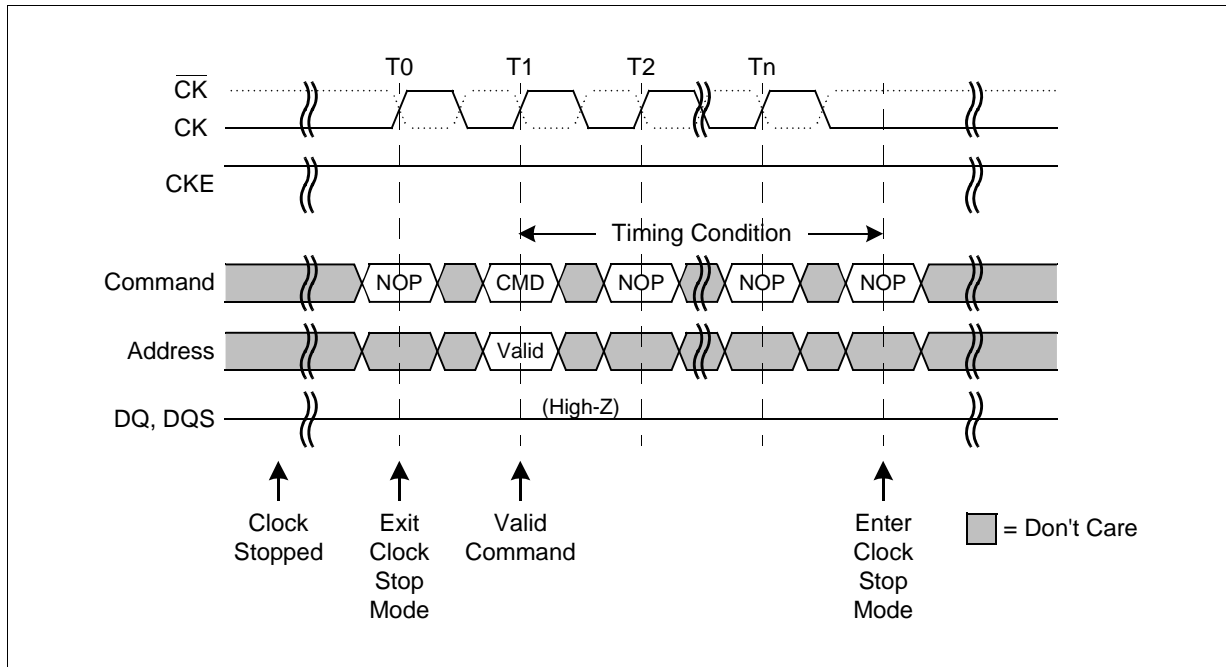 T0 T1 T2 Tn
CK
CK
CKE
Timing Condition
Command NOP CMD NOP NOP NOP
Address Valid
(High-Z)
DQ, DQS
Clock Stopped
Exit Clock Stop Mode
Valid Command
Enter Clock Stop Mode
= Don't Care